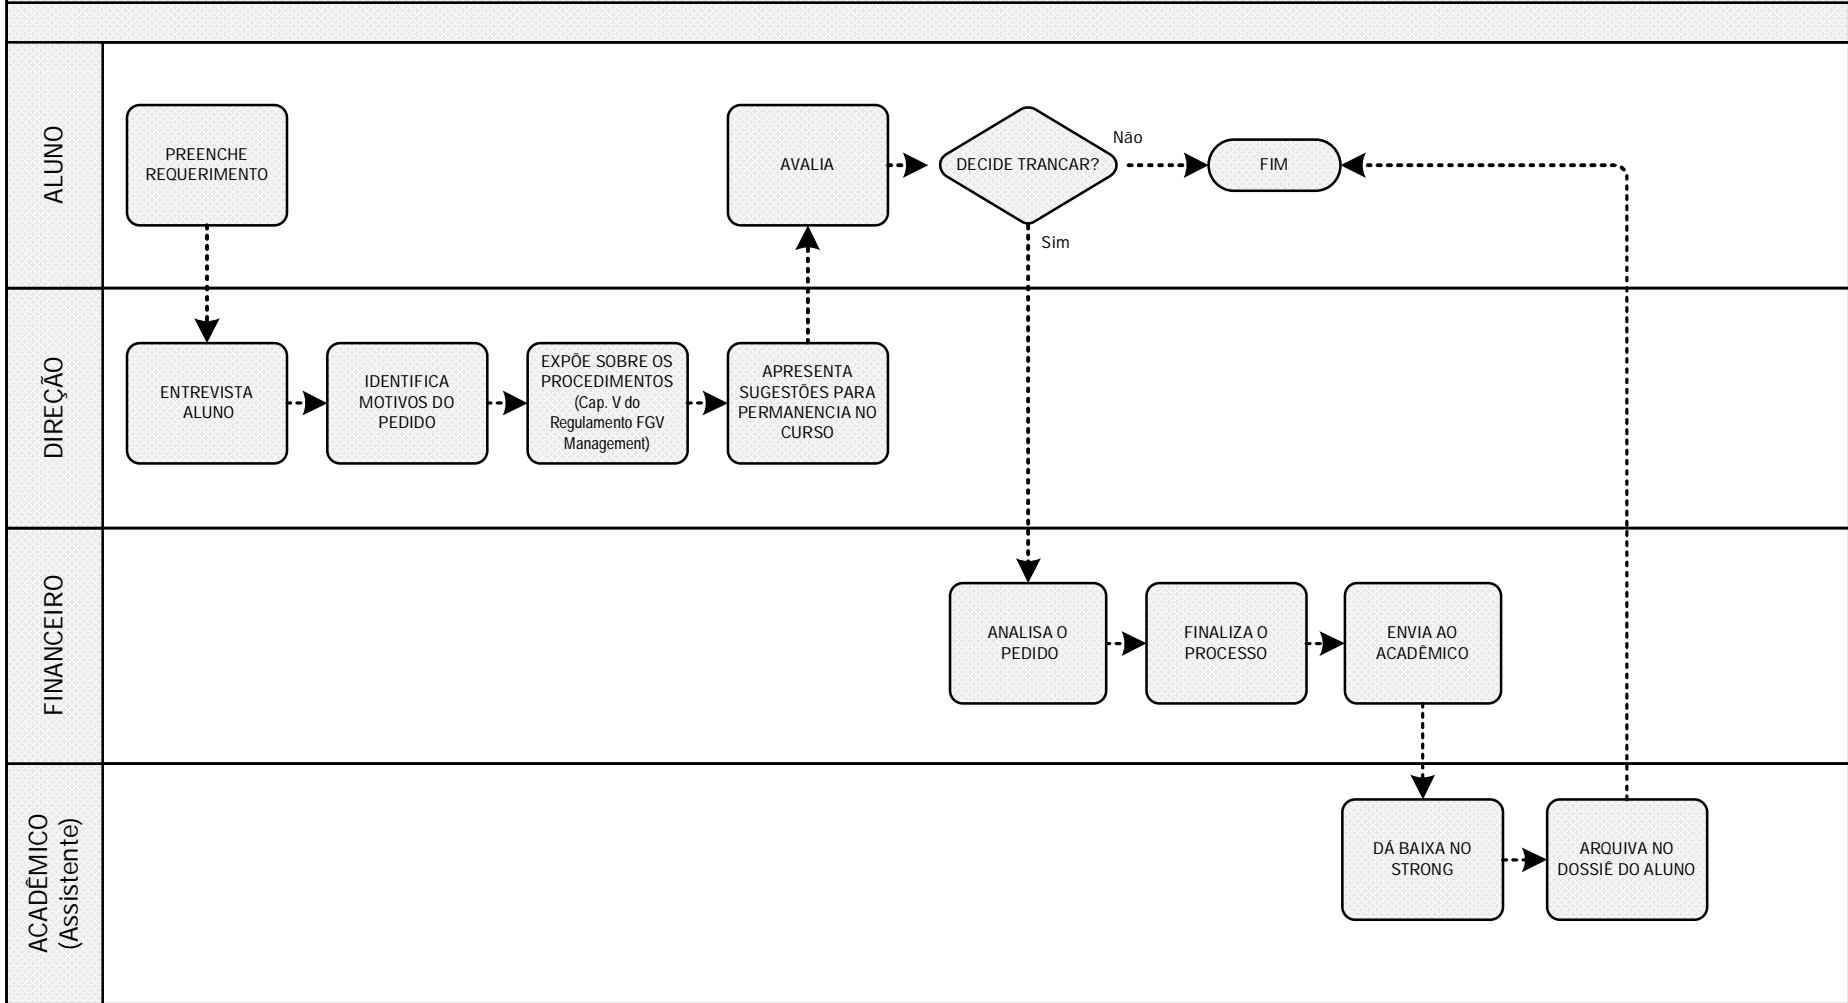 ALUNO
PREENCHE
REQUERIMENTO
AVALIA
DECIDE TRANCAR?
Não
Sim
FIM
DIREÇÃO
ENTREVISTA
ALUNO
IDENTIFICA
MOTIVOS DO
PEDIDO
EXPÕE SOBRE OS
PROCEDIMENTOS
(Cap. V do
Regulamento FGV
Management)
APRESENTA
SUGESTÕES PARA
PERMANENCIA NO
CURSO
FINANCEIRO
ANALISA O
PEDIDO
FINALIZA O
PROCESSO
ENVIA AO
ACADÊMICO
ACADÊMICO
(Assistente)
DÁ BAIXA NO
STRONG
ARQUIVA NO
DOSSIÊ DO ALUNO